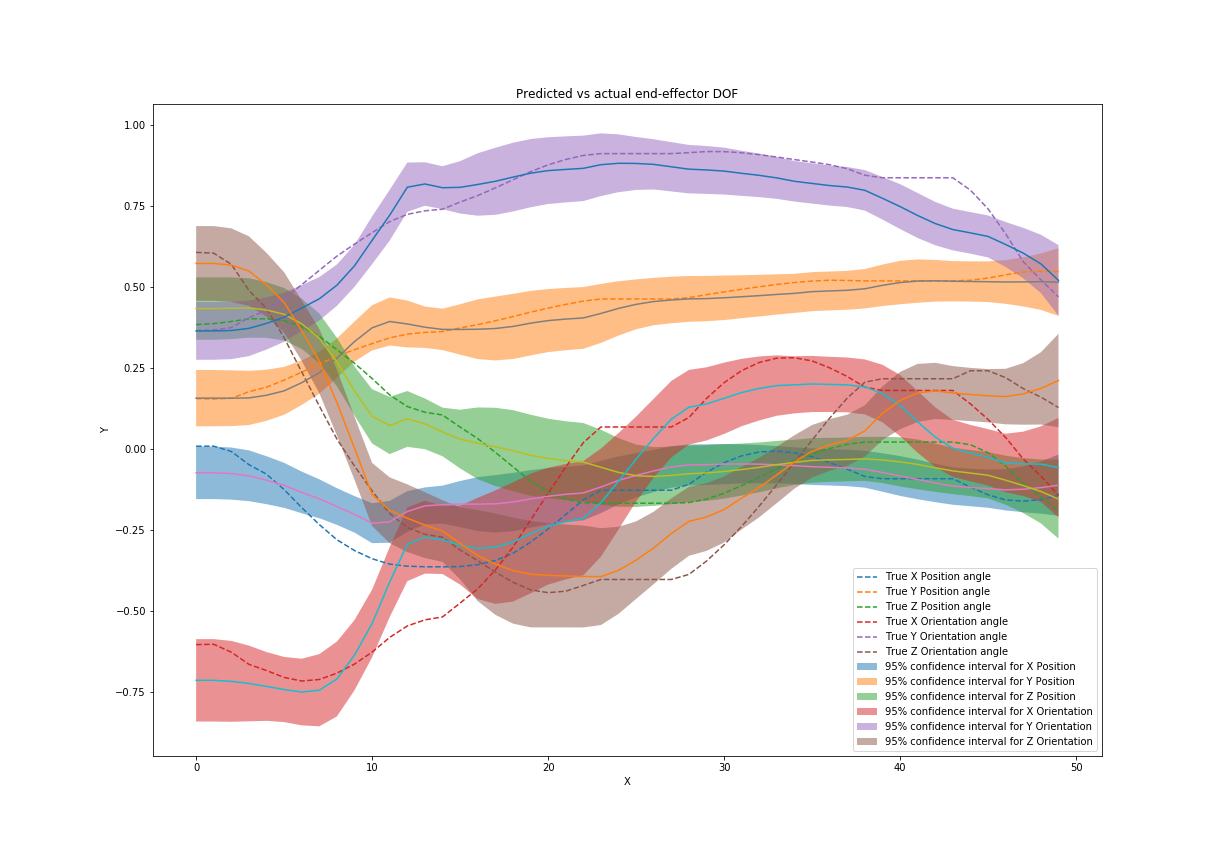 Predicted vs actual end-effector DOF
1.00
0.75
0.50
0.25
0.00
−0.25
−0.50
−0.75
Y
0
10
20
30
40
50
X
True X Position angle
True Y Position angle
True Z Position angle
True X Orientation angle
True Y Orientation angle
True Z Orientation angle
95% confidence interval for X Position
95% confidence interval for Y Position
95% confidence interval for Z Position
95% confidence interval for X Orientation
95% confidence interval for Y Orientation
95% confidence interval for Z Orientation